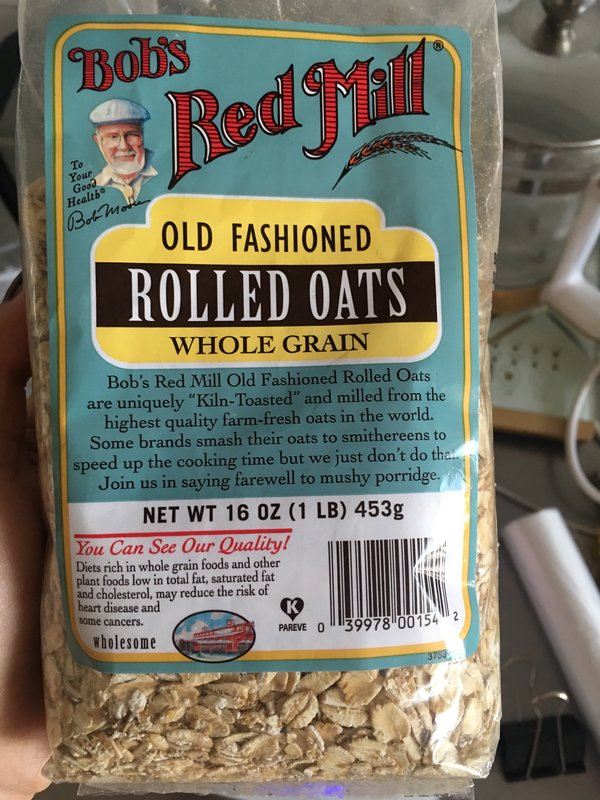 Bob's
Red Mill®
To
Your
Good
Health®
Bob Moore
OLD FASHIONED
ROLLED OATS
WHOLE GRAIN
Bob's Red Mill Old Fashioned Rolled Oats
are uniquely “Kiln-Toasted” and milled from the
highest quality farm-fresh oats in the world.
Some brands smash their oats to smithereens to
speed up the cooking time but we just don't do
Join us in saying farewell to mushy porridge.
NET WT 16 OZ (1 LB) 453g
You Can See Our Quality!
Diets rich in whole grain foods and other
plant foods low in total fat, saturated fat
and cholesterol, may reduce the risk of
heart disease and
some cancers.
wholesome
K
PAREVE
0 39978 00154 2